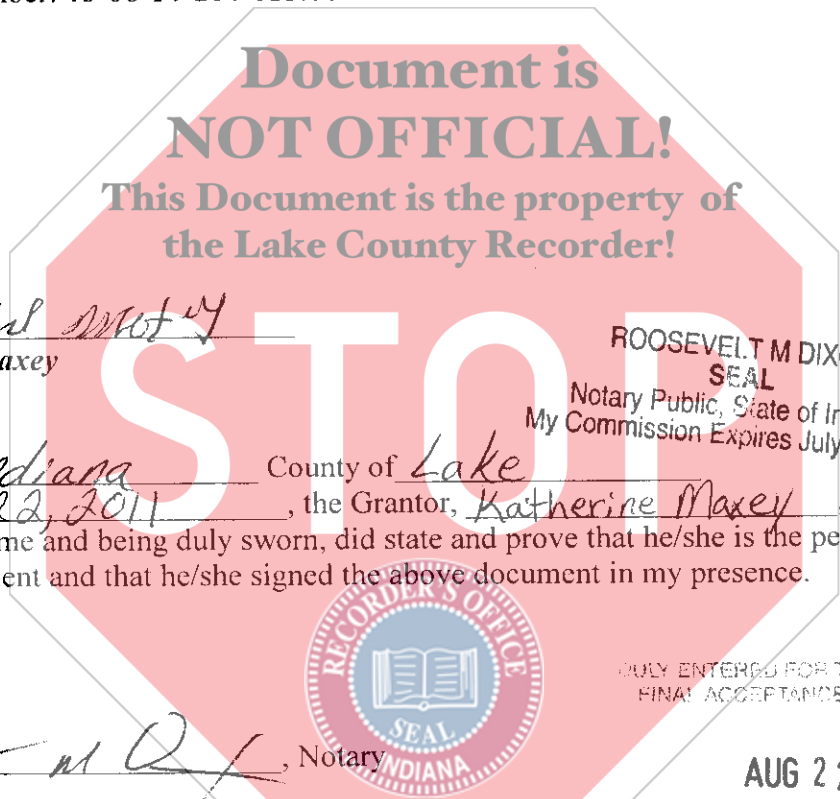 Document is
NOT OFFICIAL!
This Document is the property of
the Lake County Recorder!
STOP
axey
ROOSEVELT M DIX
SEAL
Notary Public, State of In
My Commission Expires July
diana County of Lake
22, 2011, the Grantor, Katherine Maxey
me and being duly sworn, did state and prove that he/she is the pe
ent and that he/she signed the above document in my presence.
RECORDER'S OFFICE
SEAL
INDIANA
DULY ENTERED FOR T
FINAL ACCEPTANCE
, Notary
AUG 2